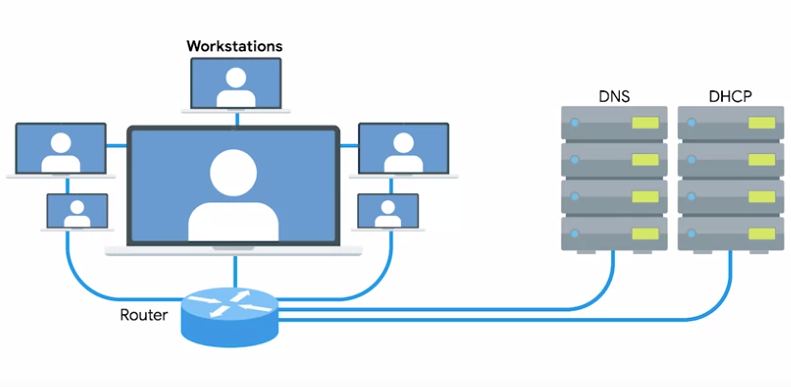 Workstations
DNS
DHCP
Router